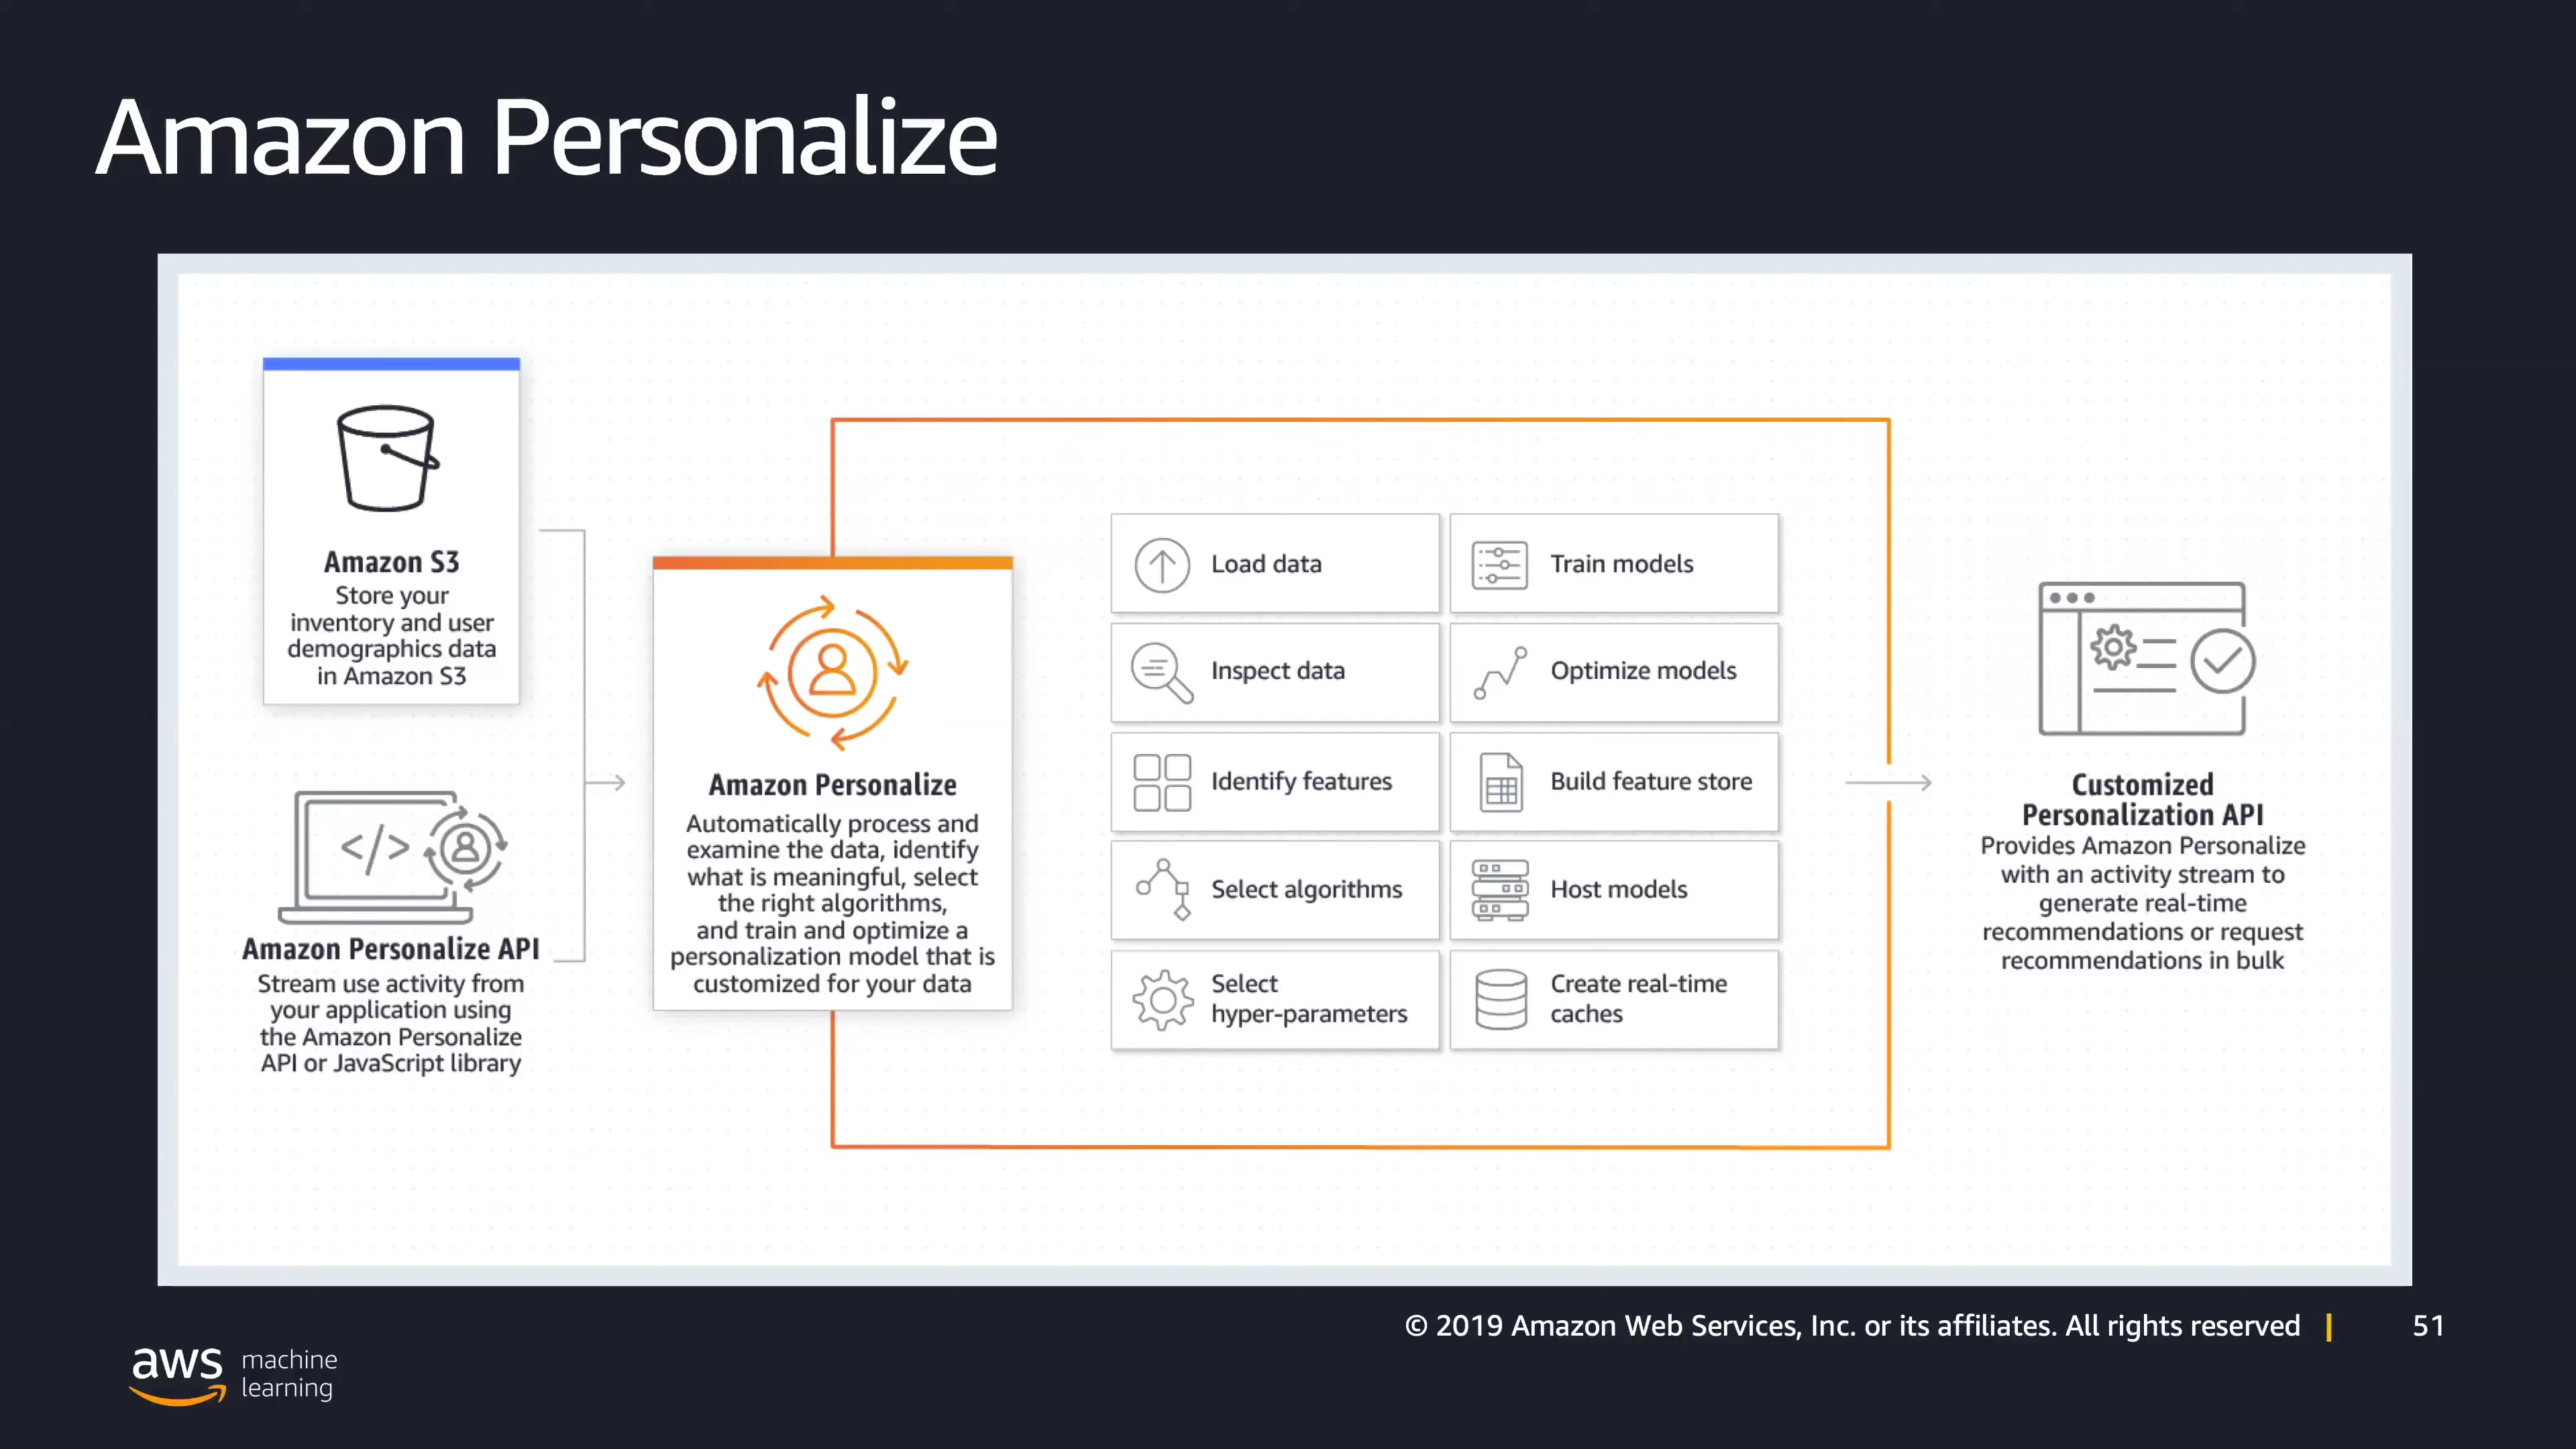 Amazon Personalize
Amazon S3
Store your
inventory and user
demographics data
in Amazon S3
</>
Amazon Personalize API
Stream use activity from
your application using
the Amazon Personalize
API or JavaScript library
Amazon Personalize
Automatically process and
examine the data, identify
what is meaningful, select
the right algorithms,
and train and optimize a
personalization model that is
customized for your data
Load data
Train models
Inspect data
Optimize models
Identify features
Build feature store
Select algorithms
Host models
Select
hyper-parameters
Create real-time
caches
Customized
Personalization API
Provides Amazon Personalize
with an activity stream to
generate real-time
recommendations or request
recommendations in bulk
© 2019 Amazon Web Services, Inc. or its affiliates. All rights reserved | 51
aws machine
learning